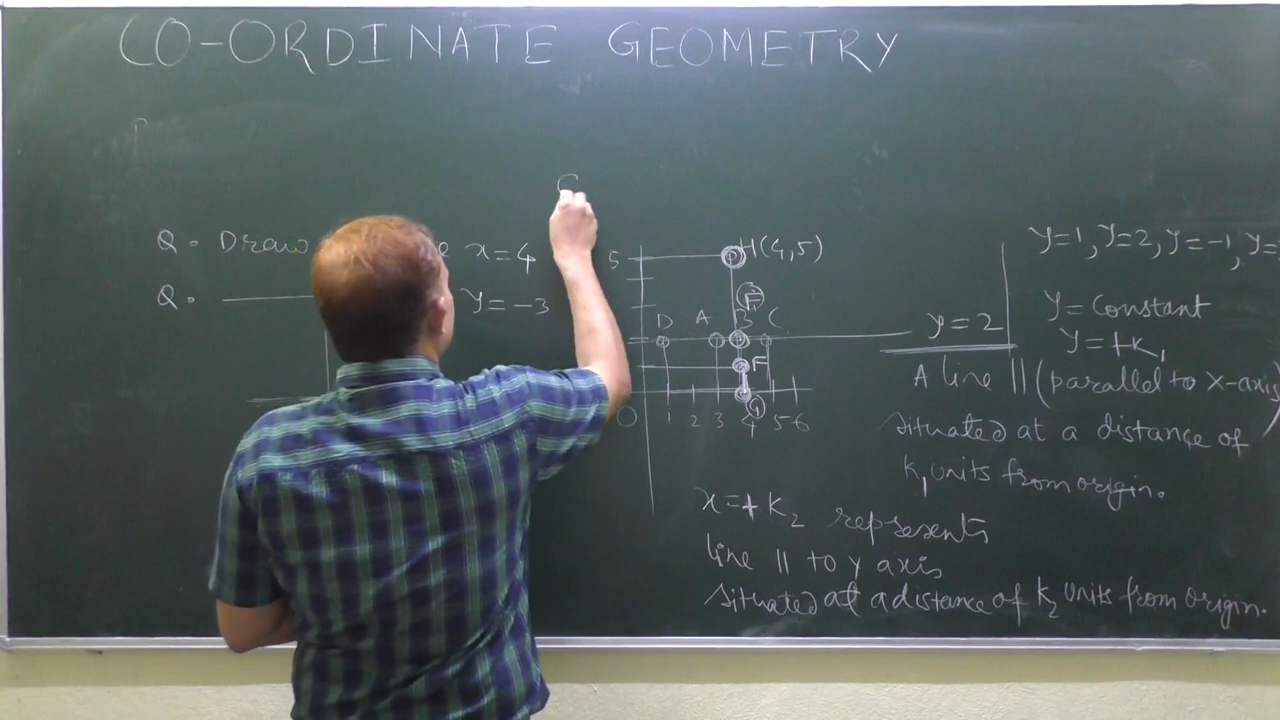 CO-ORDINATE GEOMETRY
Q. Draw x=4
Q. y=-3
5
H(4,5)
E
D A B C
F
G
O 1 2 3 4 5 6
y=2
y=1, y=2, y=-1, y=
y=Constant
y=+K₁
A line || (parallel to x-axis)
situated at a distance of
K₁ units from origin.
x=+K₂ represents
line || to y axis
situated at a distance of K₂ units from origin.